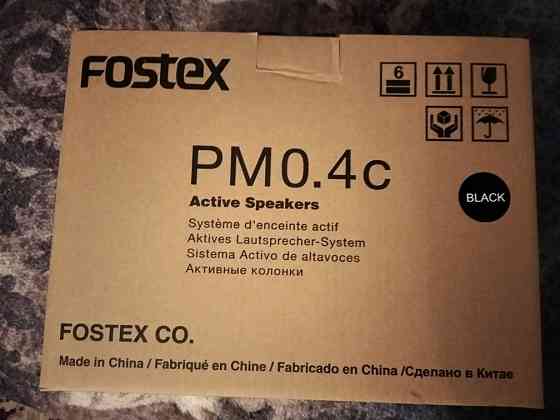 FOSTEX
6
PM0.4c
BLACK
Active Speakers
Système d'enceinte actif
Aktives Lautsprecher-System
Sistema Activo de altavoces
Активные колонки
FOSTEX CO.
Made in China / Fabriqué en Chine / Fabricado en China /Сделано в Китае